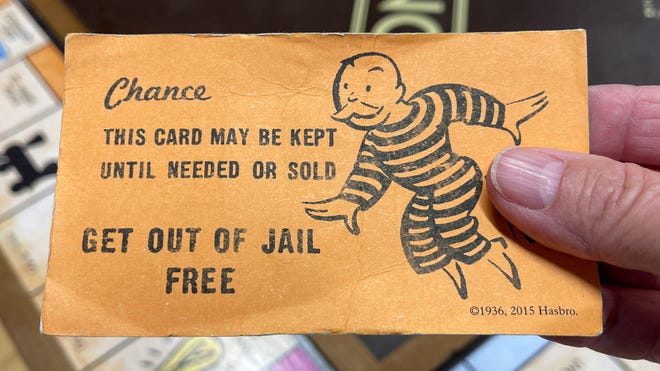 Chance
THIS CARD MAY BE KEPT
UNTIL NEEDED OR SOLD
GET OUT OF JAIL
FREE
©1936, 2015 Hasbro.